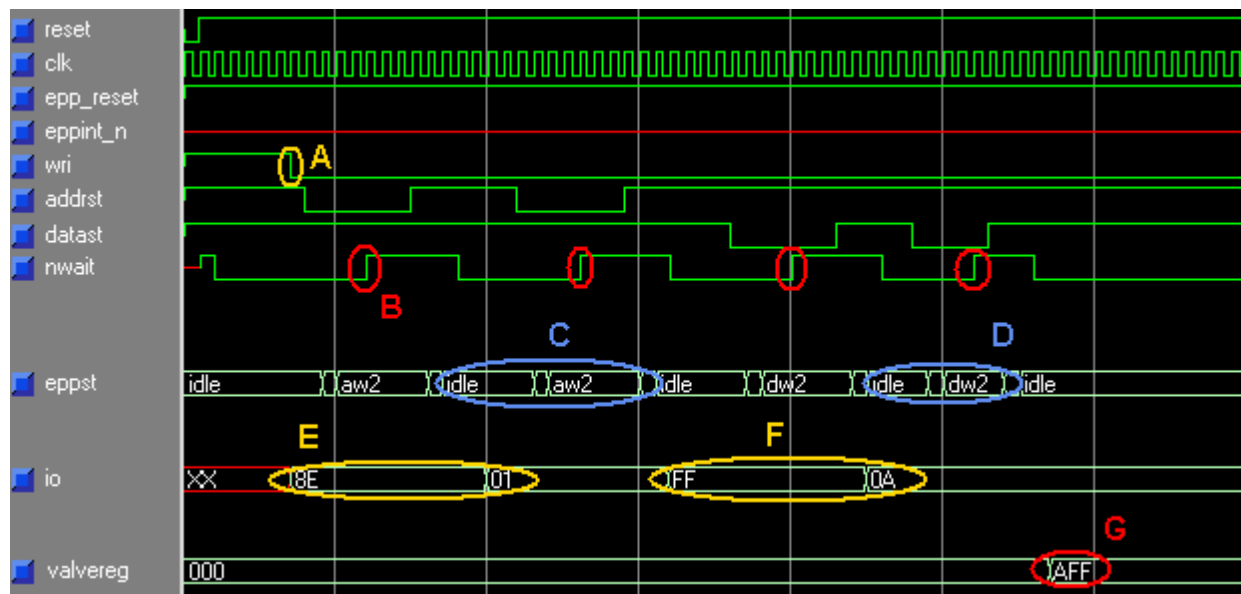 reset
clk
epp_reset
eppint_n
wri A
addrst
datast
nwait
B
C D
eppst idle aw2 idle aw2 idle dw2 idle dw2 idle
E F
io XX 8E 01 FF 0A
G
valvereg 000 AFF